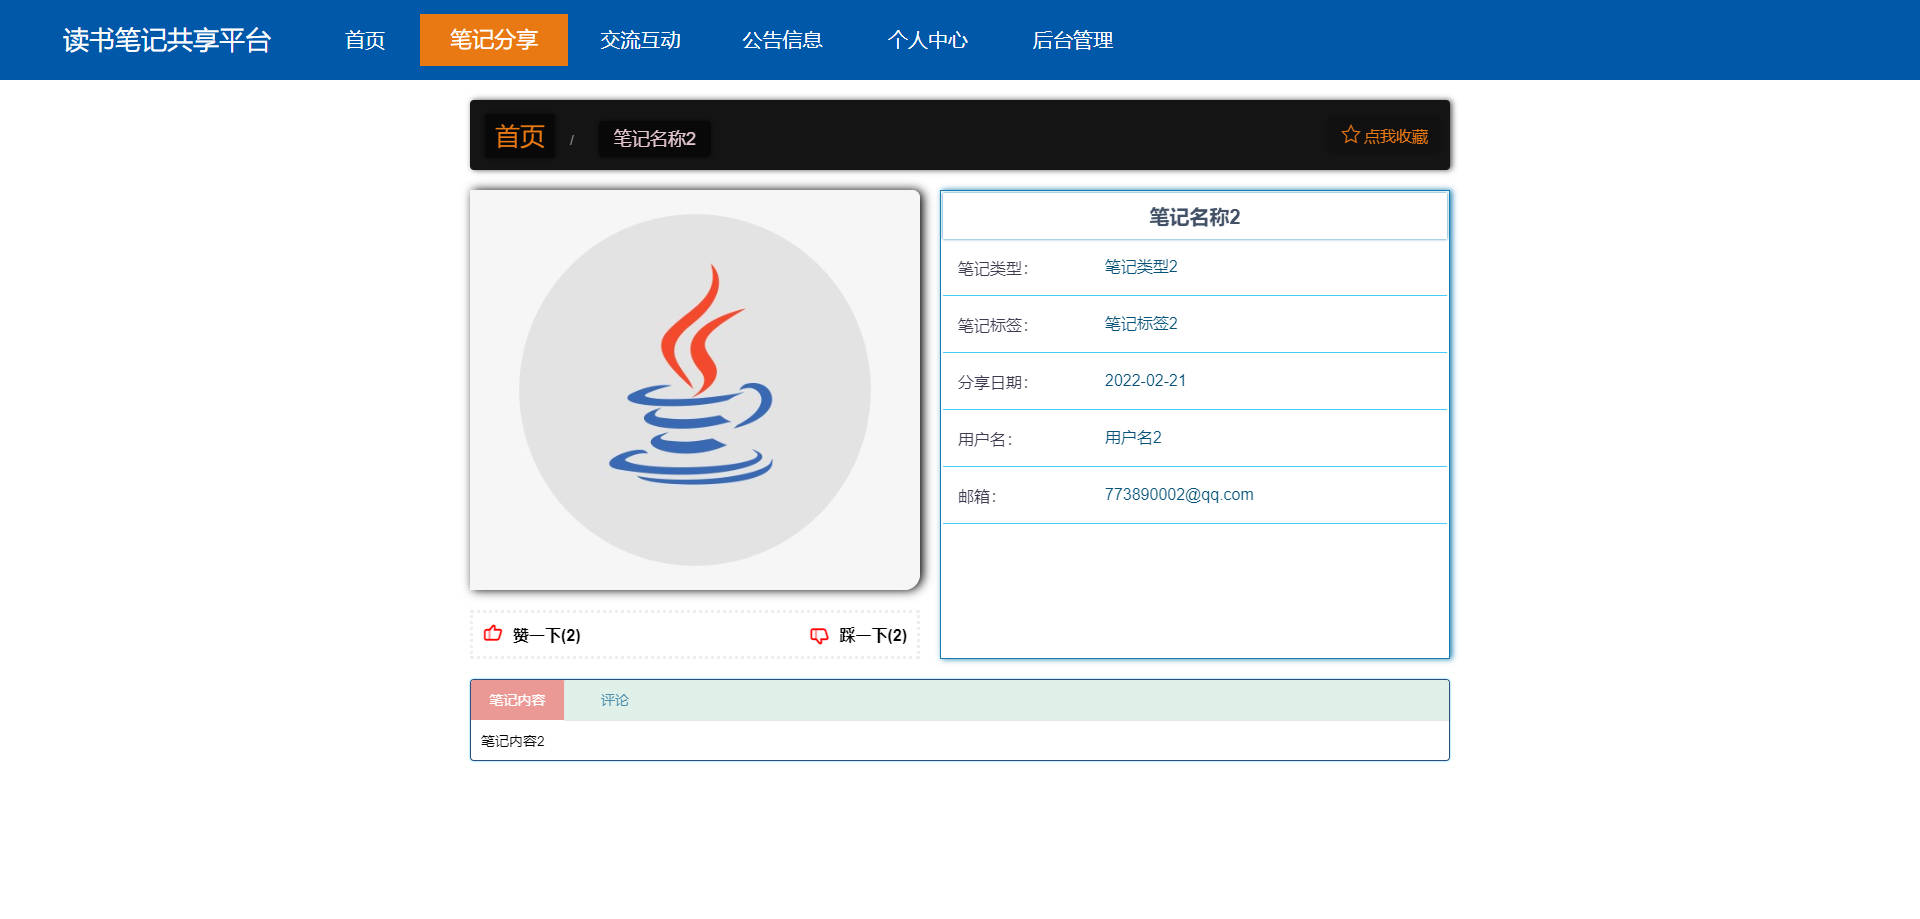 读书笔记共享平台 首页 笔记分享 交流互动 公告信息 个人中心 后台管理
首页 / 笔记名称2 点我收藏
笔记名称2
笔记类型： 笔记类型2
笔记标签： 笔记标签2
分享日期： 2022-02-21
用户名： 用户名2
邮箱： 773890002@qq.com
赞一下(2) 踩一下(2)
笔记内容 评论
笔记内容2